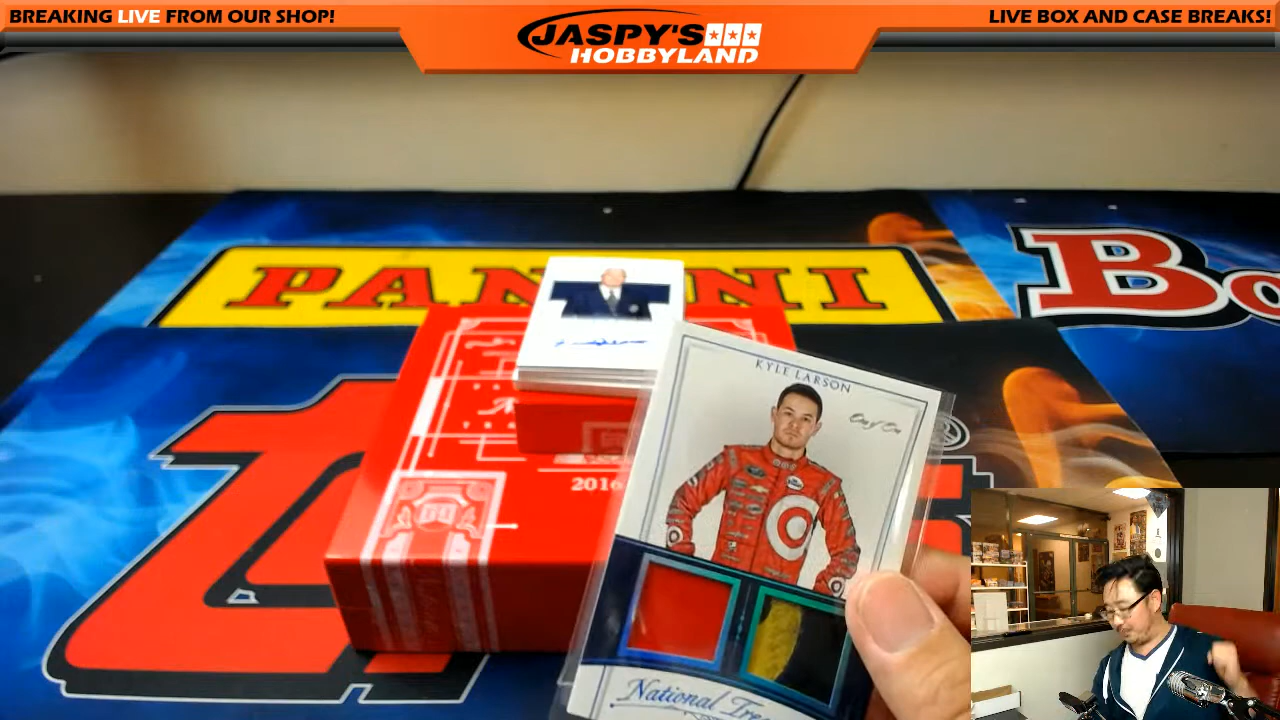 BREAKING LIVE FROM OUR SHOP!
JASPY'S
HOBBYLAND
LIVE BOX AND CASE BREAKS!
PANINI
2016
KYLE LARSON
One of One
National